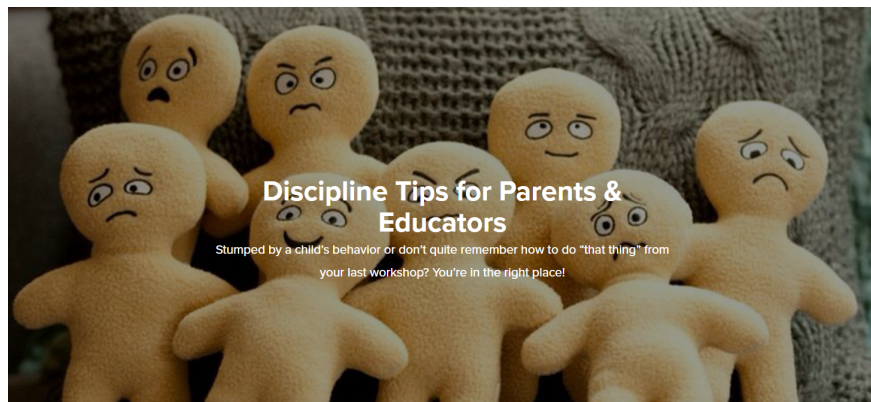 Discipline Tips for Parents &
Educators
Stumped by a child's behavior or don't quite remember how to do "that thing" from
your last workshop? You're in the right place!